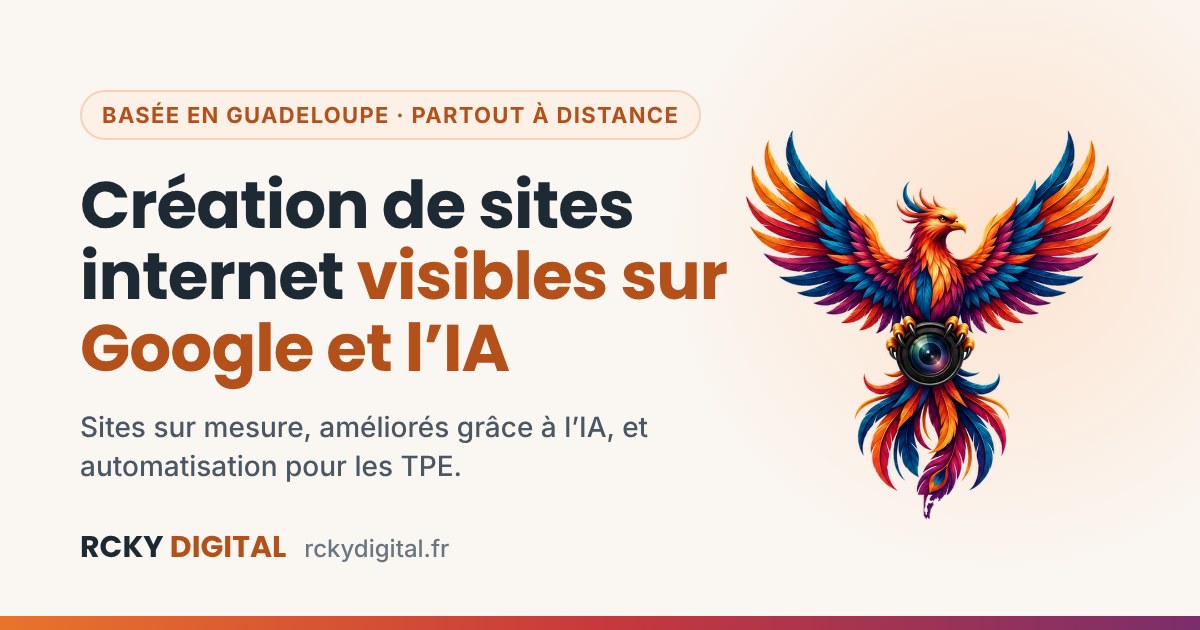 BASÉE EN GUADELOUPE · PARTOUT À DISTANCE
Création de sites
internet visibles sur
Google et l’IA
Sites sur mesure, améliorés grâce à l’IA, et
automatisation pour les TPE.
RCKY DIGITAL rckydigital.fr